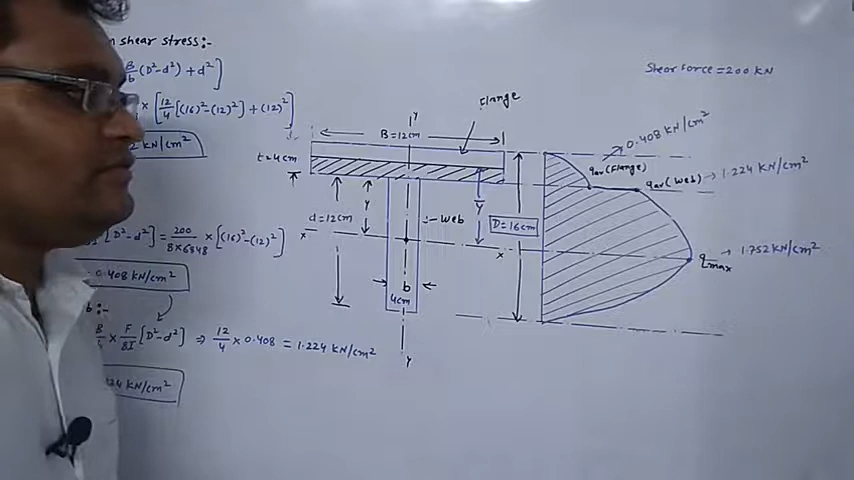 shear stress:-
B/b (D²-d²) + d²]
× [12/4 [(16)²-(12)²] + (12)²]
2 KN/cm²
[D²-d²] = 200/8×6848 × [(16)²-(12)²]
0.408 KN/cm²
b:-
B/b × F/8I [D²-d²] ⇒ 12/4 × 0.408 = 1.224 KN/cm²
24 KN/cm²
Flange
y
B=12cm
t=4cm
d=12cm
y
ȳ
:-Web
D=16cm
x
x
b
4cm
y
Shear force = 200 KN
0.408 KN/cm²
qav (Flange)
qav (Web) → 1.224 KN/cm²
qmax → 1.752 KN/cm²